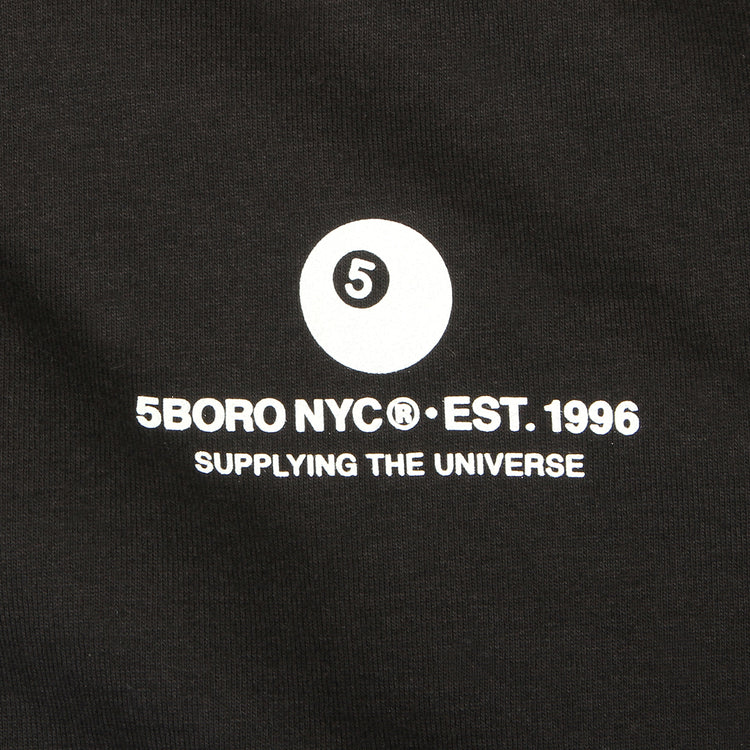 5
5BORO NYC®·EST. 1996
SUPPLYING THE UNIVERSE